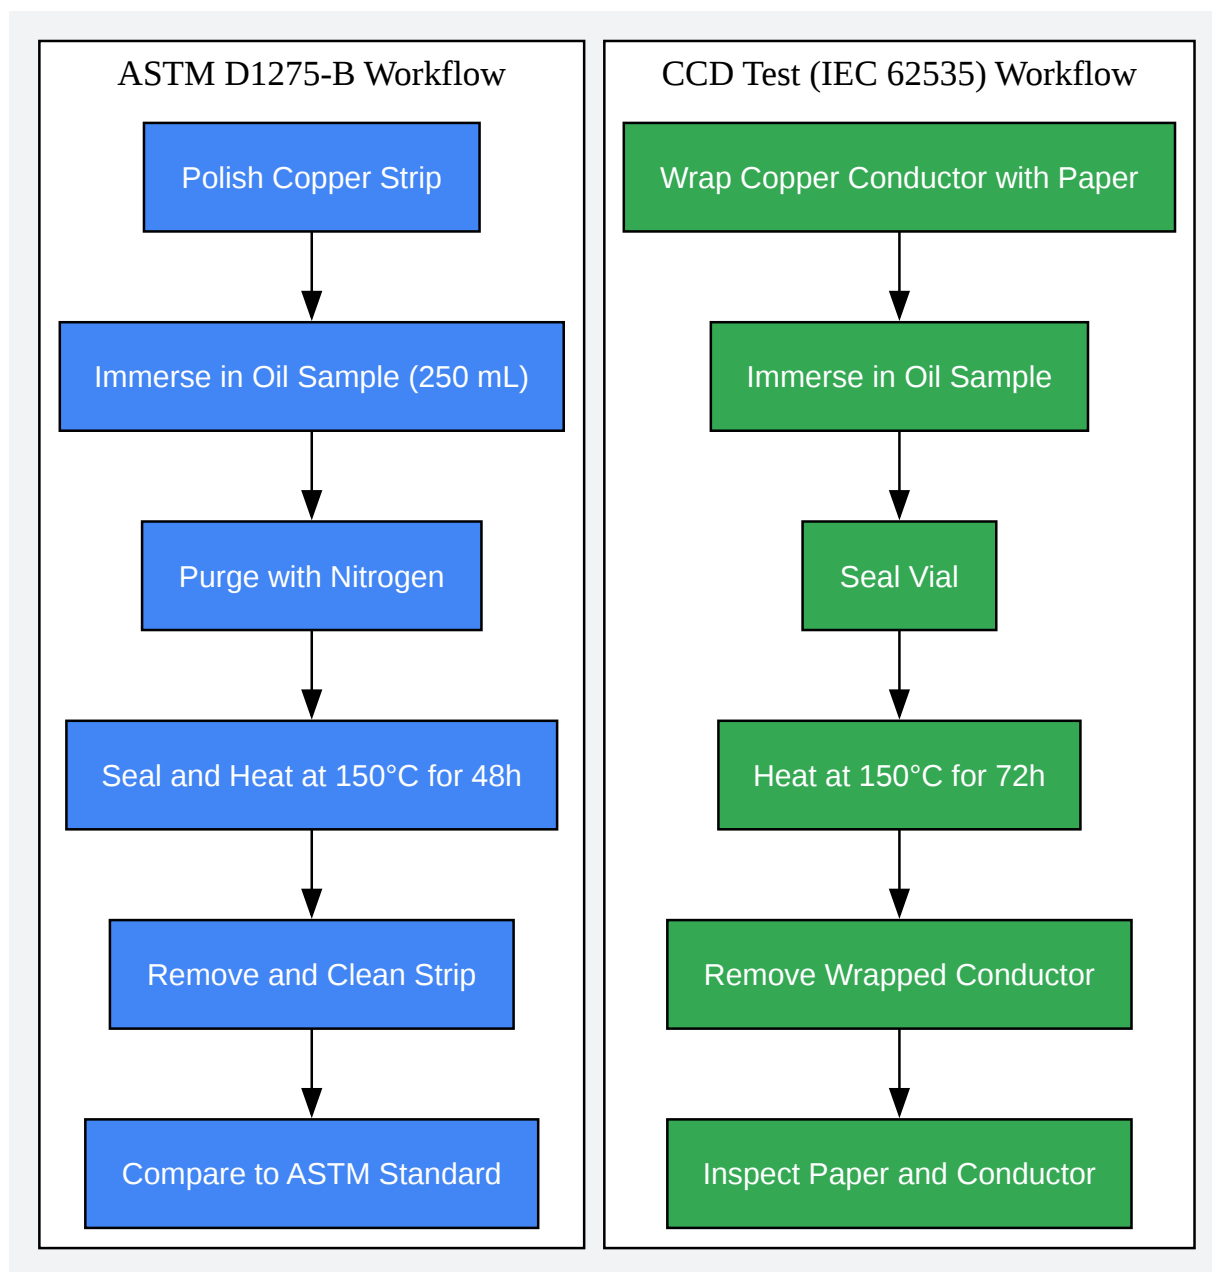 ASTM D1275-B Workflow
Polish Copper Strip
Immerse in Oil Sample (250 mL)
Purge with Nitrogen
Seal and Heat at 150°C for 48h
Remove and Clean Strip
Compare to ASTM Standard
CCD Test (IEC 62535) Workflow
Wrap Copper Conductor with Paper
Immerse in Oil Sample
Seal Vial
Heat at 150°C for 72h
Remove Wrapped Conductor
Inspect Paper and Conductor